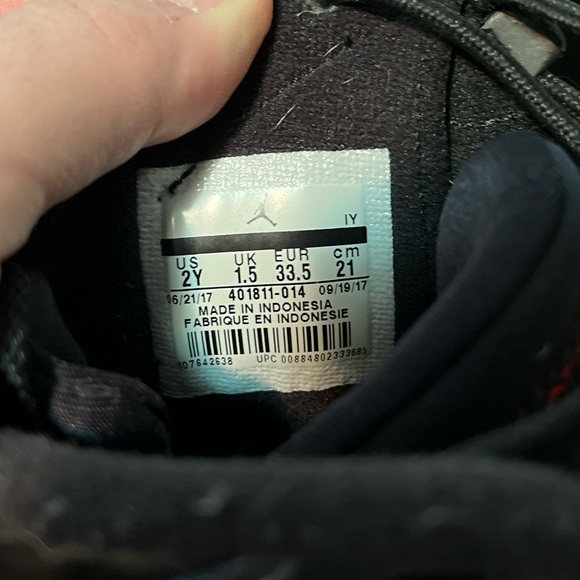 IY
US UK EUR cm
2Y 1.5 33.5 21
06/21/17 401811-014 09/19/17
MADE IN INDONESIA
FABRIQUE EN INDONESIE
007642638 UPC 00884802333685